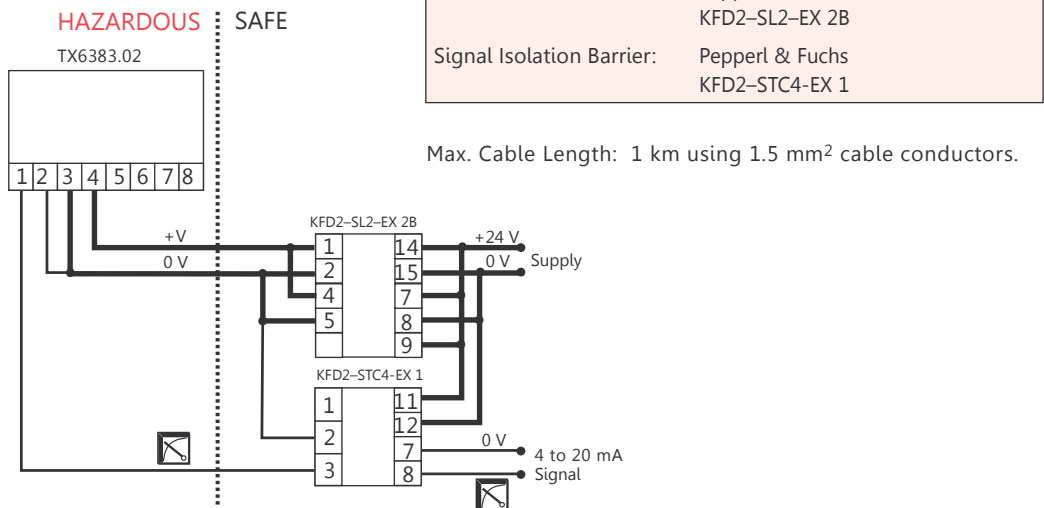 HAZARDOUS SAFE
TX6383.02
1 2 3 4 5 6 7 8
KFD2–SL2–EX 2B
Signal Isolation Barrier: Pepperl & Fuchs
KFD2–STC4-EX 1
Max. Cable Length: 1 km using 1.5 mm2 cable conductors.
KFD2–SL2–EX 2B
+V
0 V
1 14
2 15
4 7
5 8
9
+24 V
0 V
Supply
KFD2–STC4-EX 1
1 11
12
2 7
3 8
0 V
4 to 20 mA
Signal